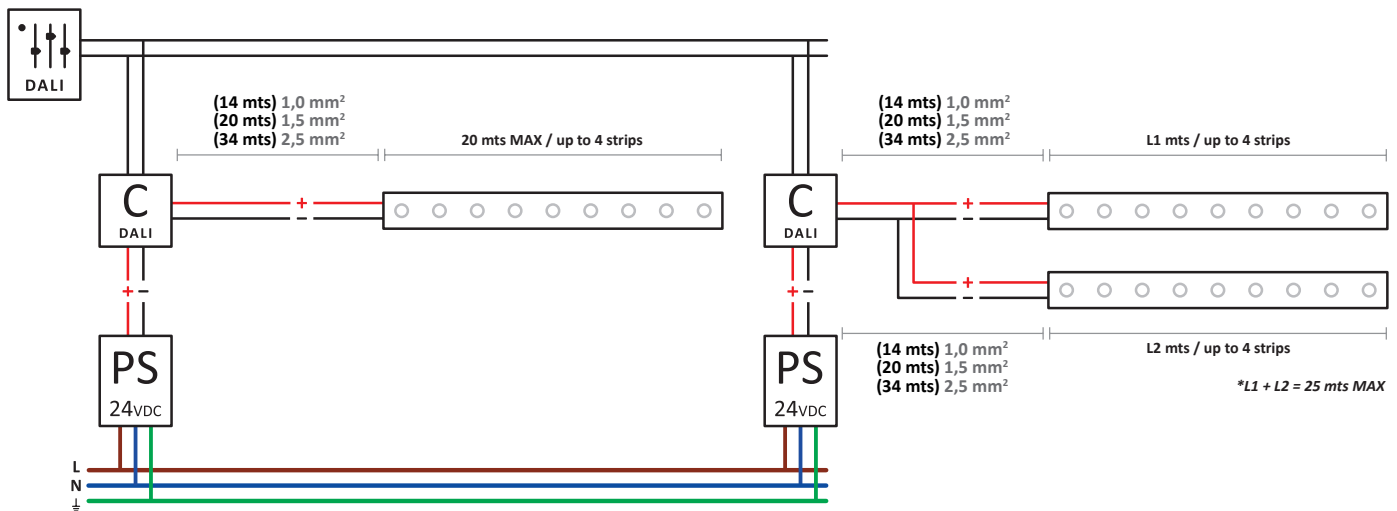 DALI
(14 mts) 1,0 mm²
(20 mts) 1,5 mm²
(34 mts) 2,5 mm²
20 mts MAX / up to 4 strips
(14 mts) 1,0 mm²
(20 mts) 1,5 mm²
(34 mts) 2,5 mm²
L1 mts / up to 4 strips
C
DALI
+
–
C
DALI
+
–
+
–
+ –
+ –
PS
24VDC
PS
24VDC
(14 mts) 1,0 mm²
(20 mts) 1,5 mm²
(34 mts) 2,5 mm²
L2 mts / up to 4 strips
*L1 + L2 = 25 mts MAX
L
N
⏚